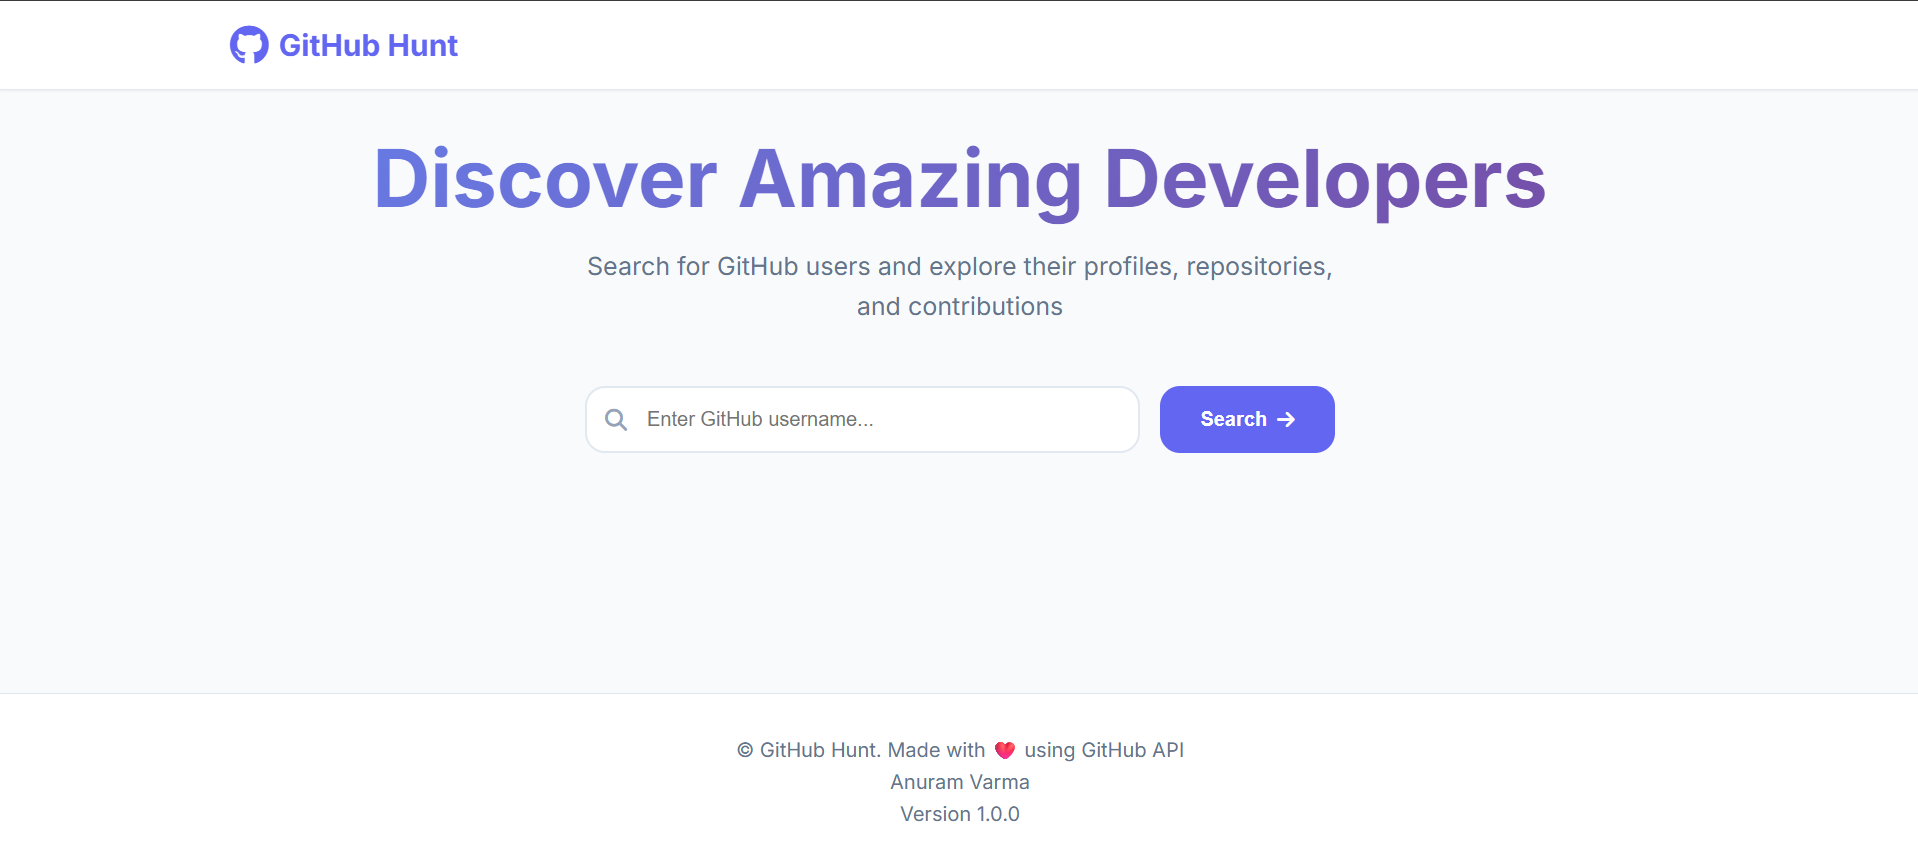 GitHub Hunt
Discover Amazing Developers
Search for GitHub users and explore their profiles, repositories,
and contributions
Enter GitHub username...
Search →
© GitHub Hunt. Made with ❤️ using GitHub API
Anuram Varma
Version 1.0.0